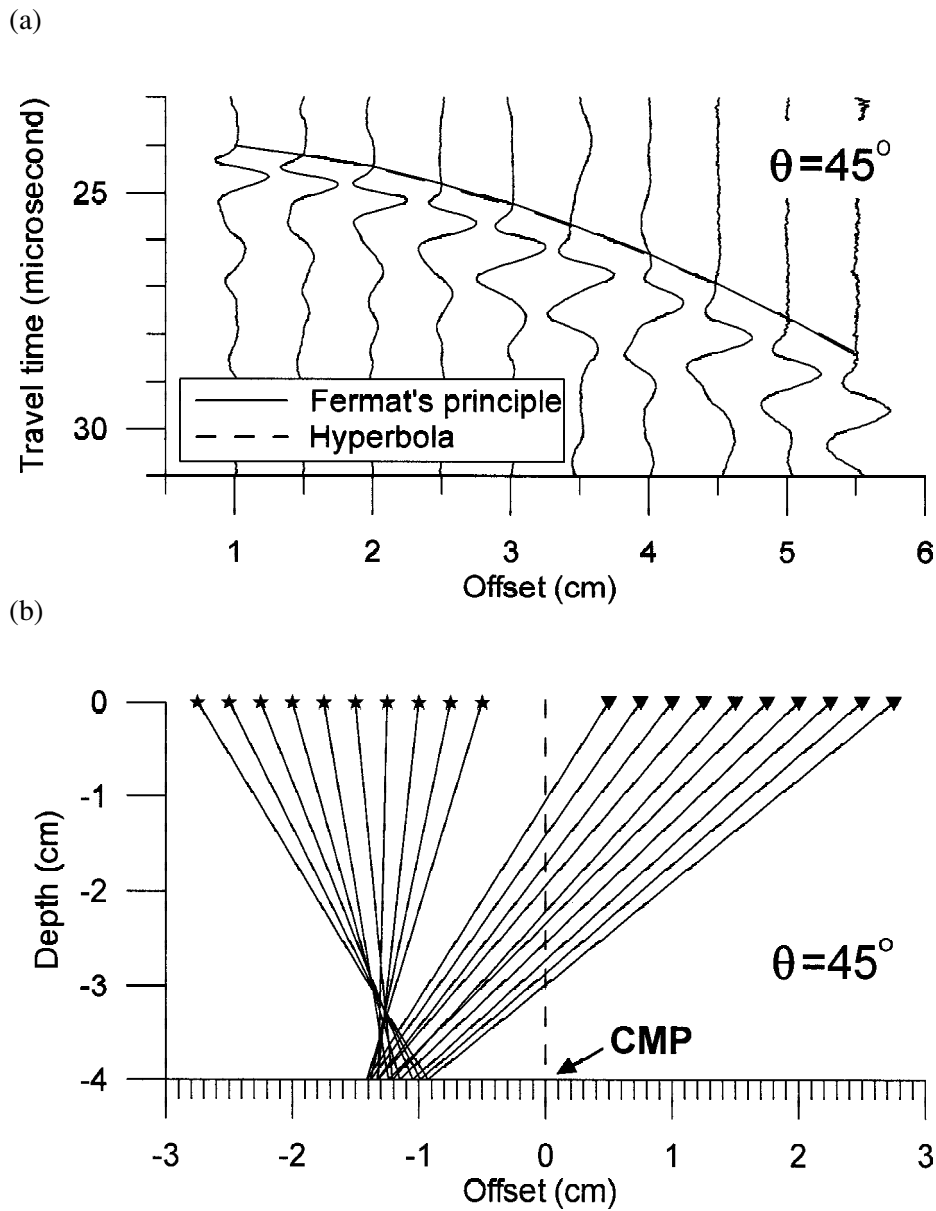 (a)
Travel time (microsecond)
25
30
θ=45°
Fermat's principle
Hyperbola
1 2 3 4 5 6
Offset (cm)
(b)
Depth (cm)
0
-1
-2
-3
-4
θ=45°
CMP
-3 -2 -1 0 1 2 3
Offset (cm)